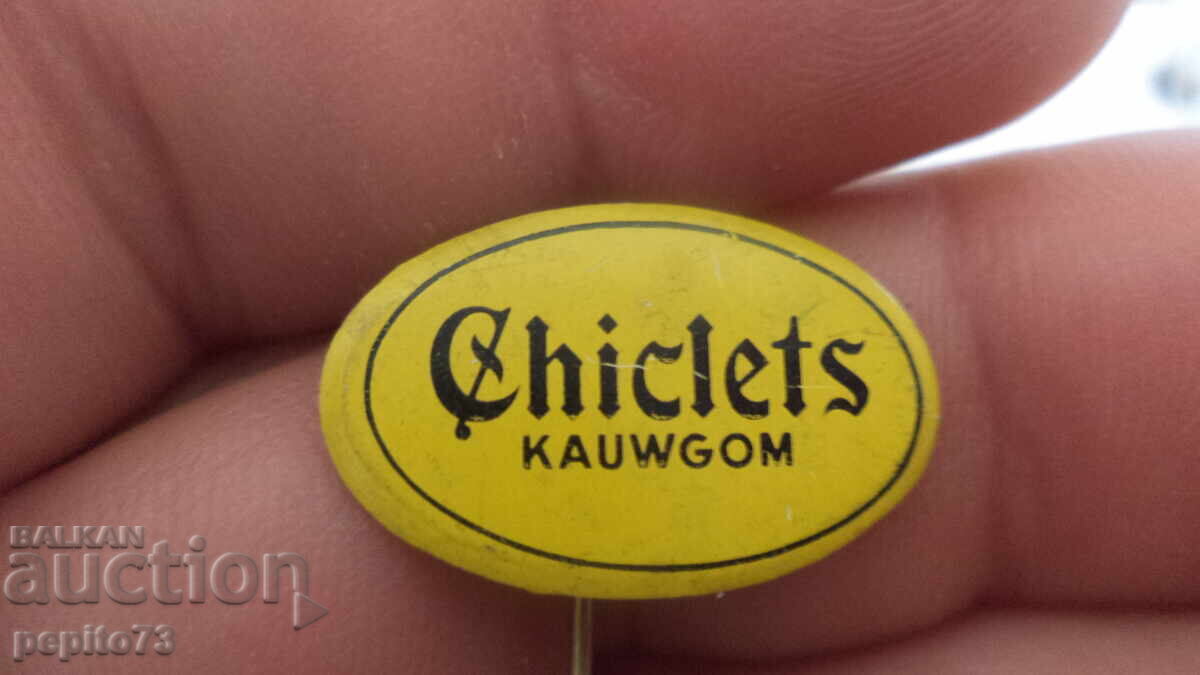 Chiclets
KAUWGOM
BALKAN
auction
pepito73